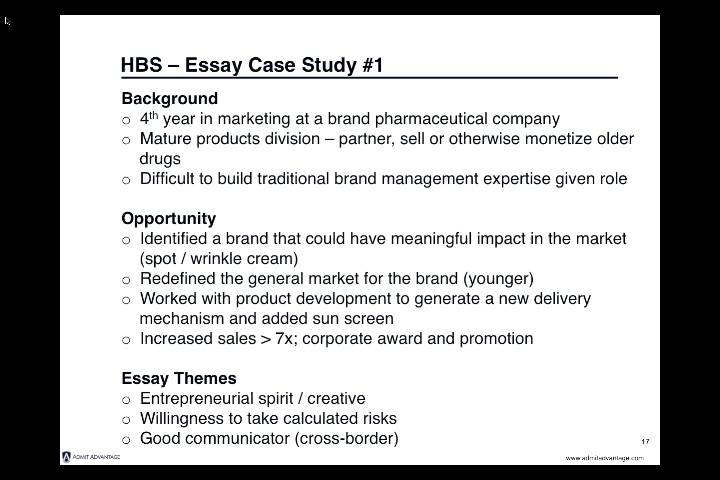 HBS – Essay Case Study #1
Background
○ 4th year in marketing at a brand pharmaceutical company
○ Mature products division – partner, sell or otherwise monetize older
drugs
○ Difficult to build traditional brand management expertise given role
Opportunity
○ Identified a brand that could have meaningful impact in the market
(spot / wrinkle cream)
○ Redefined the general market for the brand (younger)
○ Worked with product development to generate a new delivery
mechanism and added sun screen
○ Increased sales > 7x; corporate award and promotion
Essay Themes
○ Entrepreneurial spirit / creative
○ Willingness to take calculated risks
○ Good communicator (cross-border)
17
ADMIT ADVANTAGE
www.admitadvantage.com